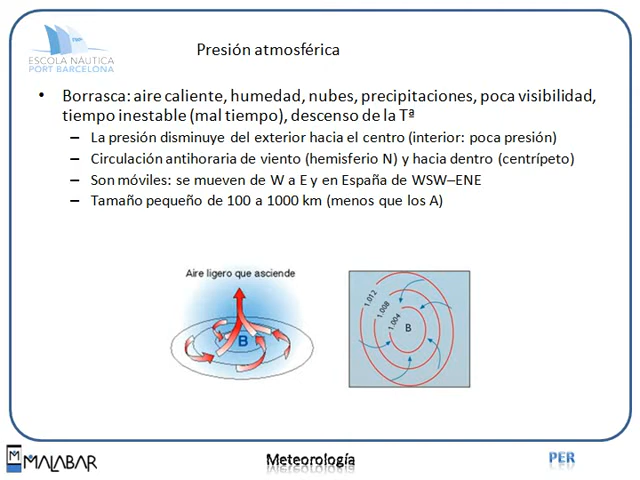 ESCOLA NÀUTICA
PORT BARCELONA
Presión atmosférica
• Borrasca: aire caliente, humedad, nubes, precipitaciones, poca visibilidad,
tiempo inestable (mal tiempo), descenso de la Tª
– La presión disminuye del exterior hacia el centro (interior: poca presión)
– Circulación antihoraria de viento (hemisferio N) y hacia dentro (centrípeto)
– Son móviles: se mueven de W a E y en España de WSW–ENE
– Tamaño pequeño de 100 a 1000 km (menos que los A)
Aire ligero que asciende
B
1.012
1.008
1.004
B
M
MALABAR
Meteorología
PER